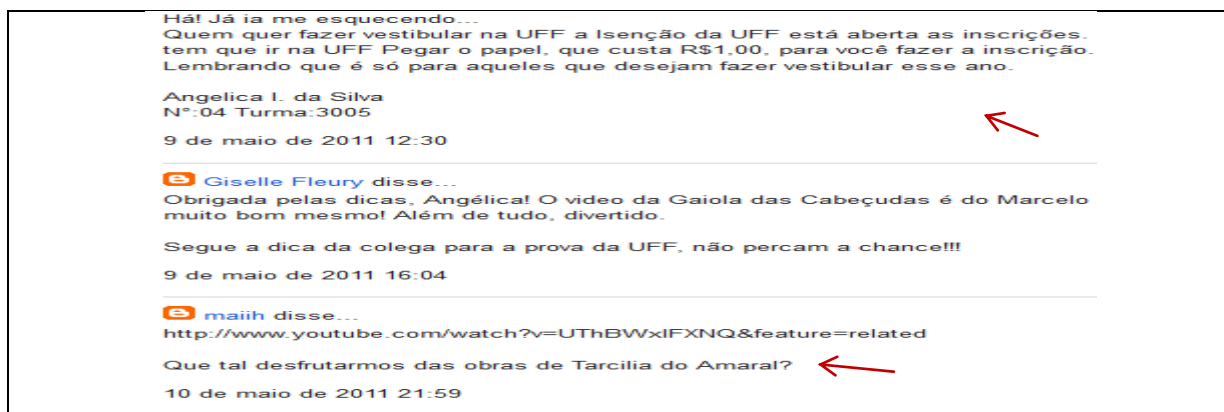 Há! Já ia me esquecendo...
Quem quer fazer vestibular na UFF a Isenção da UFF está aberta as inscrições.
tem que ir na UFF Pegar o papel, que custa R$1,00, para você fazer a inscrição.
Lembrando que é só para aqueles que desejam fazer vestibular esse ano.
Angelica I. da Silva
N°:04 Turma:3005
9 de maio de 2011 12:30
Giselle Fleury disse...
Obrigada pelas dicas, Angélica! O video da Gaiola das Cabeçudas é do Marcelo
muito bom mesmo! Além de tudo, divertido.
Segue a dica da colega para a prova da UFF, não percam a chance!!!
9 de maio de 2011 16:04
maiih disse...
http://www.youtube.com/watch?v=UThBWxIFXNQ&feature=related
Que tal desfrutarmos das obras de Tarcilia do Amaral?
10 de maio de 2011 21:59